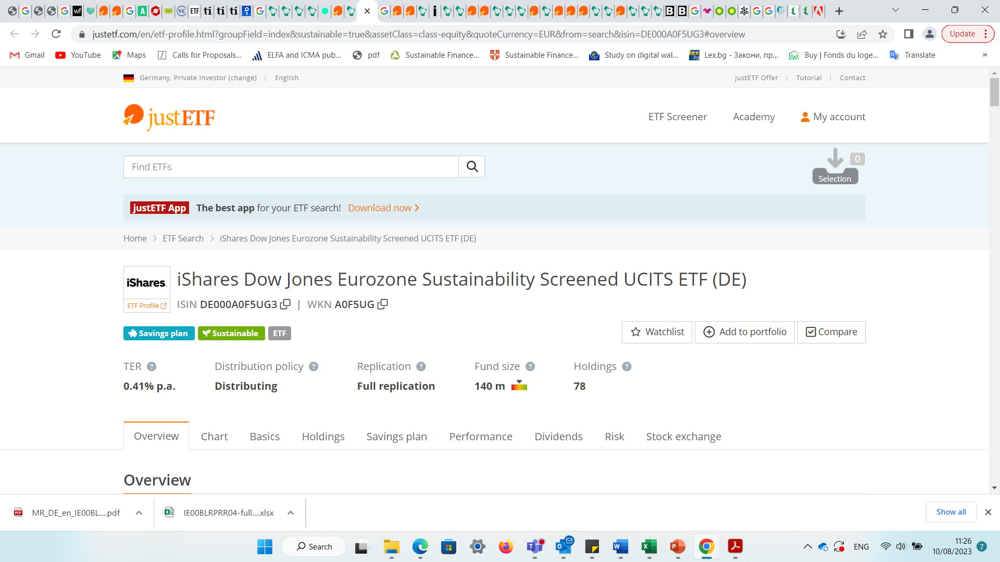 justetf.com/en/etf-profile.html?groupField=index&sustainable=true&assetClass=class-equity&quoteCurrency=EUR&from=search&isin=DE000A0F5UG3#overview
Update
Gmail
YouTube
Maps
Calls for Proposals...
ELFA and ICMA pub...
pdf
Sustainable Finance...
Sustainable Finance...
Study on digital wal...
Lex.bg - Закони, пр...
Buy | Fonds du loge...
Translate
»
Germany, Private Investor (change) | English
justETF Offer | Tutorial | Contact
justETF
ETF Screener
Academy
My account
Find ETFs
0
Selection
justETF App The best app for your ETF search! Download now
Home
ETF Search
iShares Dow Jones Eurozone Sustainability Screened UCITS ETF (DE)
iShares.
ETF Profile
iShares Dow Jones Eurozone Sustainability Screened UCITS ETF (DE)
ISIN DE000A0F5UG3 | WKN A0F5UG
Savings plan
Sustainable
ETF
Watchlist
Add to portfolio
Compare
TER ?
Distribution policy ?
Replication ?
Fund size ?
Holdings ?
0.41% p.a.
Distributing
Full replication
140 m
78
Overview
Chart
Basics
Holdings
Savings plan
Performance
Dividends
Risk
Stock exchange
Overview
MR_DE_en_IE00BL....pdf
IE00BLRPRR04-full....xlsx
Show all
Search
ENG
11:26
10/08/2023
7